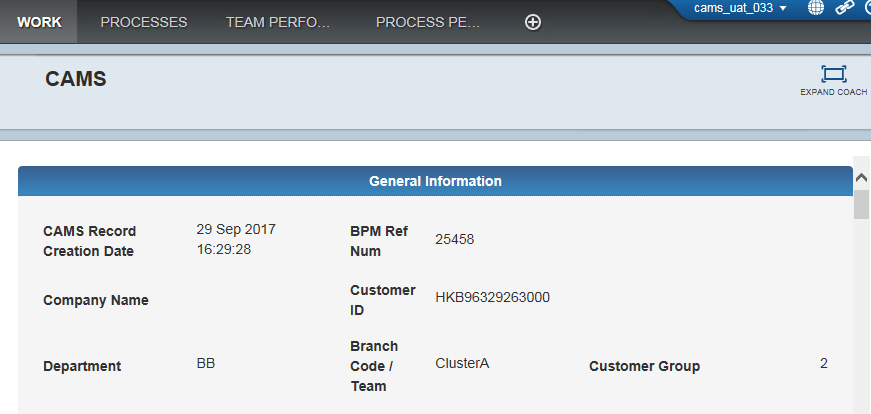 WORK PROCESSES TEAM PERFO... PROCESS PE... cams_uat_033
CAMS
EXPAND COACH
General Information
CAMS Record Creation Date 29 Sep 2017 16:29:28 BPM Ref Num 25458
Company Name Customer ID HKB96329263000
Department BB Branch Code / Team ClusterA Customer Group 2